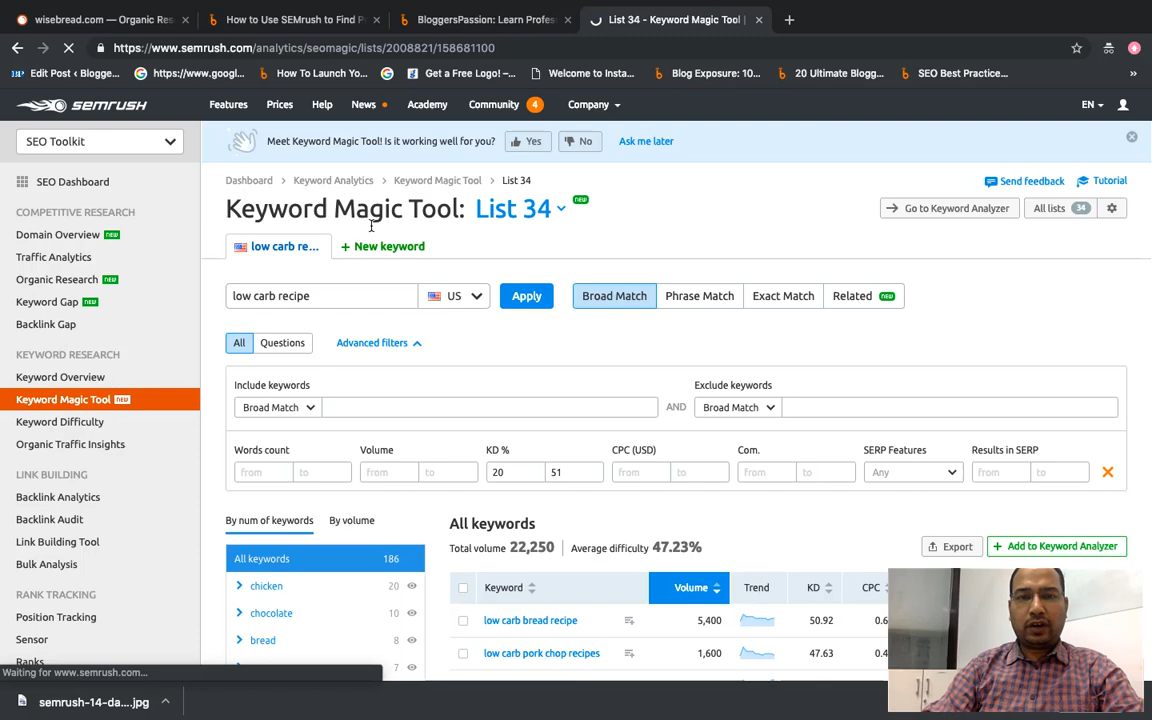 wisebread.com — Organic Res
How to Use SEMrush to Find P
BloggersPassion: Learn Profes
List 34 - Keyword Magic Tool
https://www.semrush.com/analytics/seomagic/lists/2008821/158681100
Edit Post ‹ Blogge...
https://www.googl...
How To Launch You...
Get a Free Logo! –...
Welcome to Insta...
Blog Exposure: 10...
20 Ultimate Blogg...
SEO Best Practice...
»
SEMRUSH
Features
Prices
Help
News
Academy
Community 4
Company
EN
SEO Toolkit
Meet Keyword Magic Tool! Is it working well for you?
Yes
No
Ask me later
SEO Dashboard
COMPETITIVE RESEARCH
Domain Overview NEW
Traffic Analytics
Organic Research NEW
Keyword Gap NEW
Backlink Gap
KEYWORD RESEARCH
Keyword Overview
Keyword Magic Tool NEW
Keyword Difficulty
Organic Traffic Insights
LINK BUILDING
Backlink Analytics
Backlink Audit
Link Building Tool
Bulk Analysis
RANK TRACKING
Position Tracking
Sensor
Ranks
Dashboard > Keyword Analytics > Keyword Magic Tool > List 34
Send feedback
Tutorial
Keyword Magic Tool: List 34 NEW
Go to Keyword Analyzer
All lists 34
low carb re...
+ New keyword
low carb recipe
US
Apply
Broad Match
Phrase Match
Exact Match
Related NEW
All
Questions
Advanced filters
Include keywords
Exclude keywords
Broad Match
AND
Broad Match
Words count
Volume
KD %
CPC (USD)
Com.
SERP Features
Results in SERP
from
to
from
to
20
51
from
to
from
to
Any
from
to
By num of keywords
By volume
All keywords
Total volume 22,250
Average difficulty 47.23%
Export
+ Add to Keyword Analyzer
All keywords 186
chicken 20
chocolate 10
bread 8
7
Keyword
Volume
Trend
KD
CPC
low carb bread recipe
5,400
50.92
0.6
low carb pork chop recipes
1,600
47.63
0.4
Waiting for www.semrush.com...
semrush-14-da....jpg